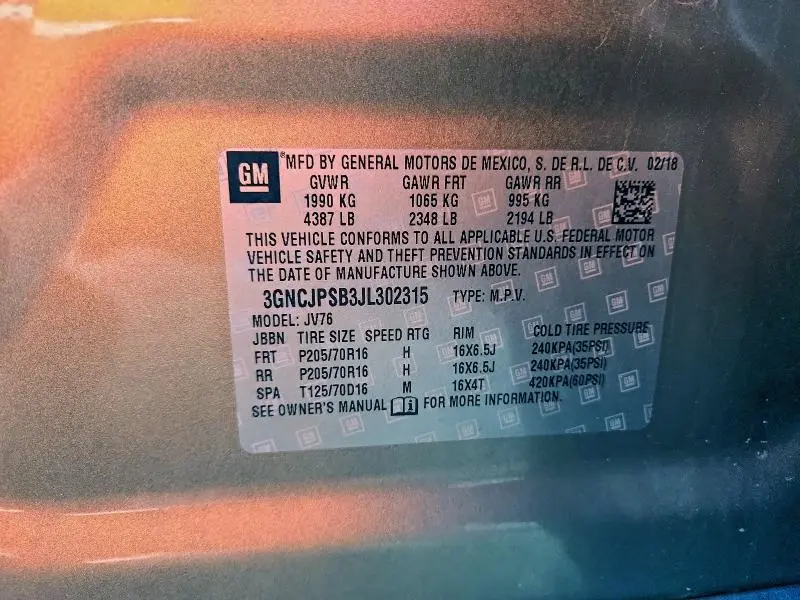 GM ® MFD BY GENERAL MOTORS DE MEXICO, S. DE R.L. DE C.V. 02/18
GVWR GAWR FRT GAWR RR
1990 KG 1065 KG 995 KG
4387 LB 2348 LB 2194 LB
THIS VEHICLE CONFORMS TO ALL APPLICABLE U.S. FEDERAL MOTOR
VEHICLE SAFETY AND THEFT PREVENTION STANDARDS IN EFFECT ON
THE DATE OF MANUFACTURE SHOWN ABOVE.
3GNCJPSB3JL302315 TYPE: M.P.V.
MODEL: JV76
JBBN TIRE SIZE SPEED RTG RIM COLD TIRE PRESSURE
FRT P205/70R16 H 16X6.5J 240KPA(35PSI)
RR P205/70R16 H 16X6.5J 240KPA(35PSI)
SPA T125/70D16 M 16X4T 420KPA(60PSI)
SEE OWNER'S MANUAL i FOR MORE INFORMATION.